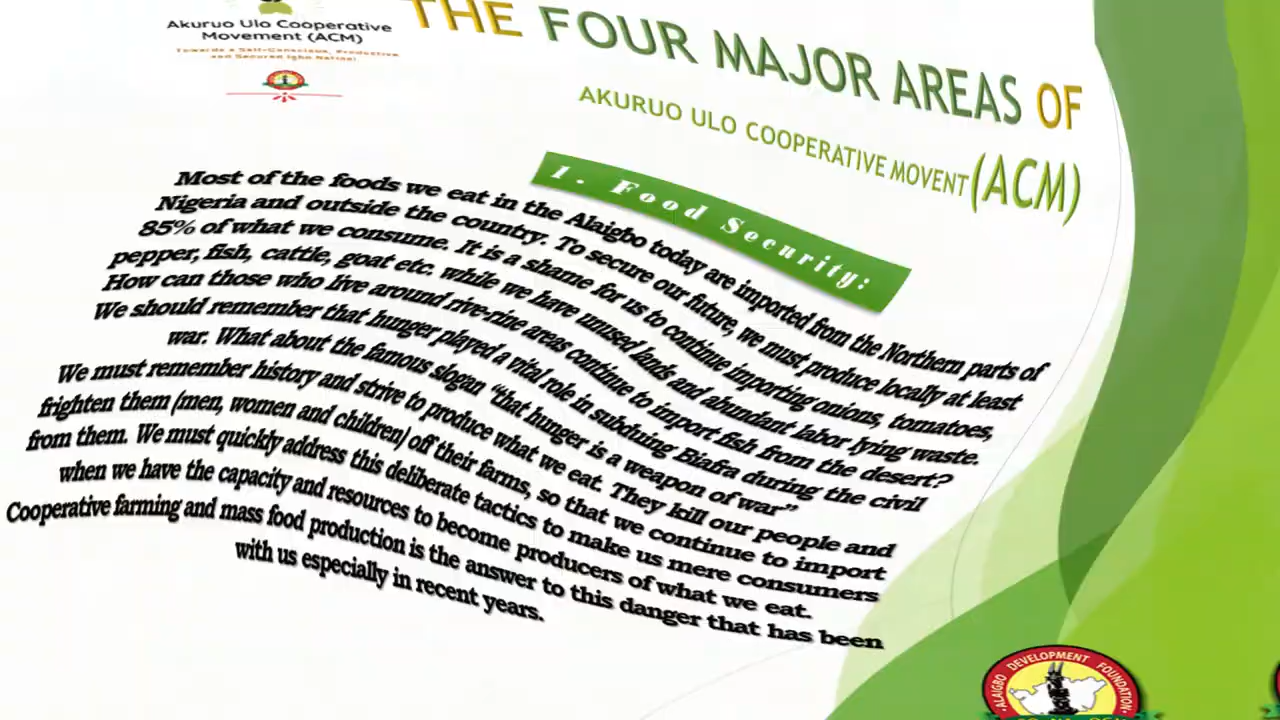 Akuruo Ulo Cooperative
Movement (ACM)
Towards a Self-Conscious, Productive
and Secured Igbo Nation!
THE FOUR MAJOR AREAS OF
AKURUO ULO COOPERATIVE MOVENT (ACM)
1. Food Security:
Most of the foods we eat in the Alaigbo today are imported from the Northern parts of
Nigeria and outside the country. To secure our future, we must produce locally at least
85% of what we consume. It is a shame for us to continue importing onions, tomatoes,
pepper, fish, cattle, goat etc. while we have unused lands and abundant labor lying waste.
How can those who live around rive-rine areas continue to import fish from the desert?
We should remember that hunger played a vital role in subduing Biafra during the civil
war. What about the famous slogan “that hunger is a weapon of war”
We must remember history and strive to produce what we eat. They kill our people and
frighten them (men, women and children) off their farms, so that we continue to import
from them. We must quickly address this deliberate tactics to make us mere consumers
when we have the capacity and resources to become producers of what we eat.
Cooperative farming and mass food production is the answer to this danger that has been
with us especially in recent years.
ALAIGBO DEVELOPMENT FOUNDATION